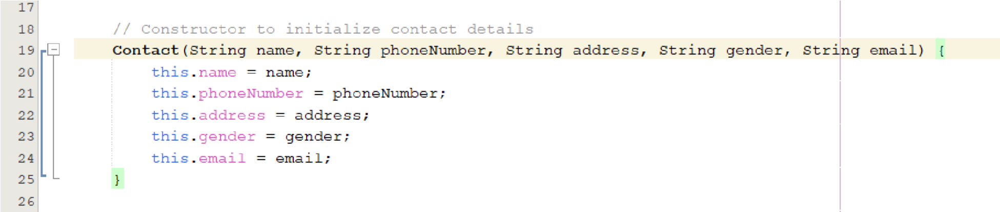 17
18 // Constructor to initialize contact details
19 Contact(String name, String phoneNumber, String address, String gender, String email) {
20 this.name = name;
21 this.phoneNumber = phoneNumber;
22 this.address = address;
23 this.gender = gender;
24 this.email = email;
25 }
26